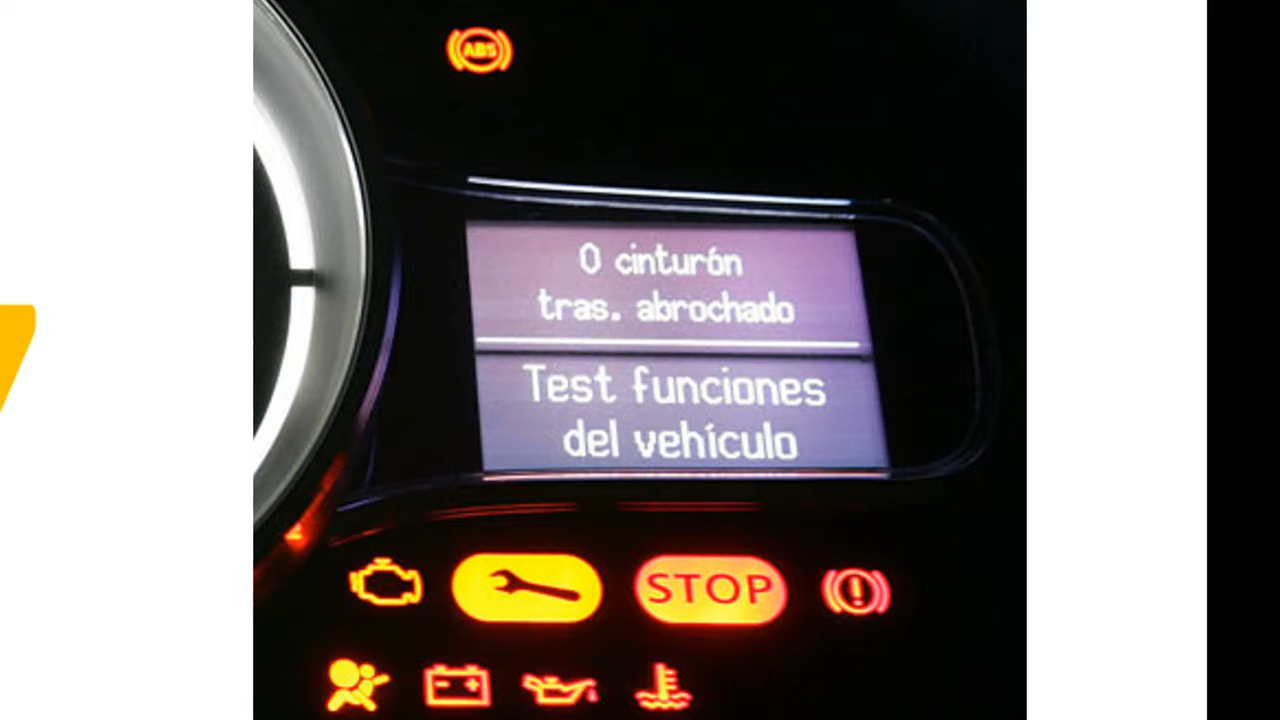 ABS
0 cinturón
tras. abrochado
Test funciones
del vehículo
STOP